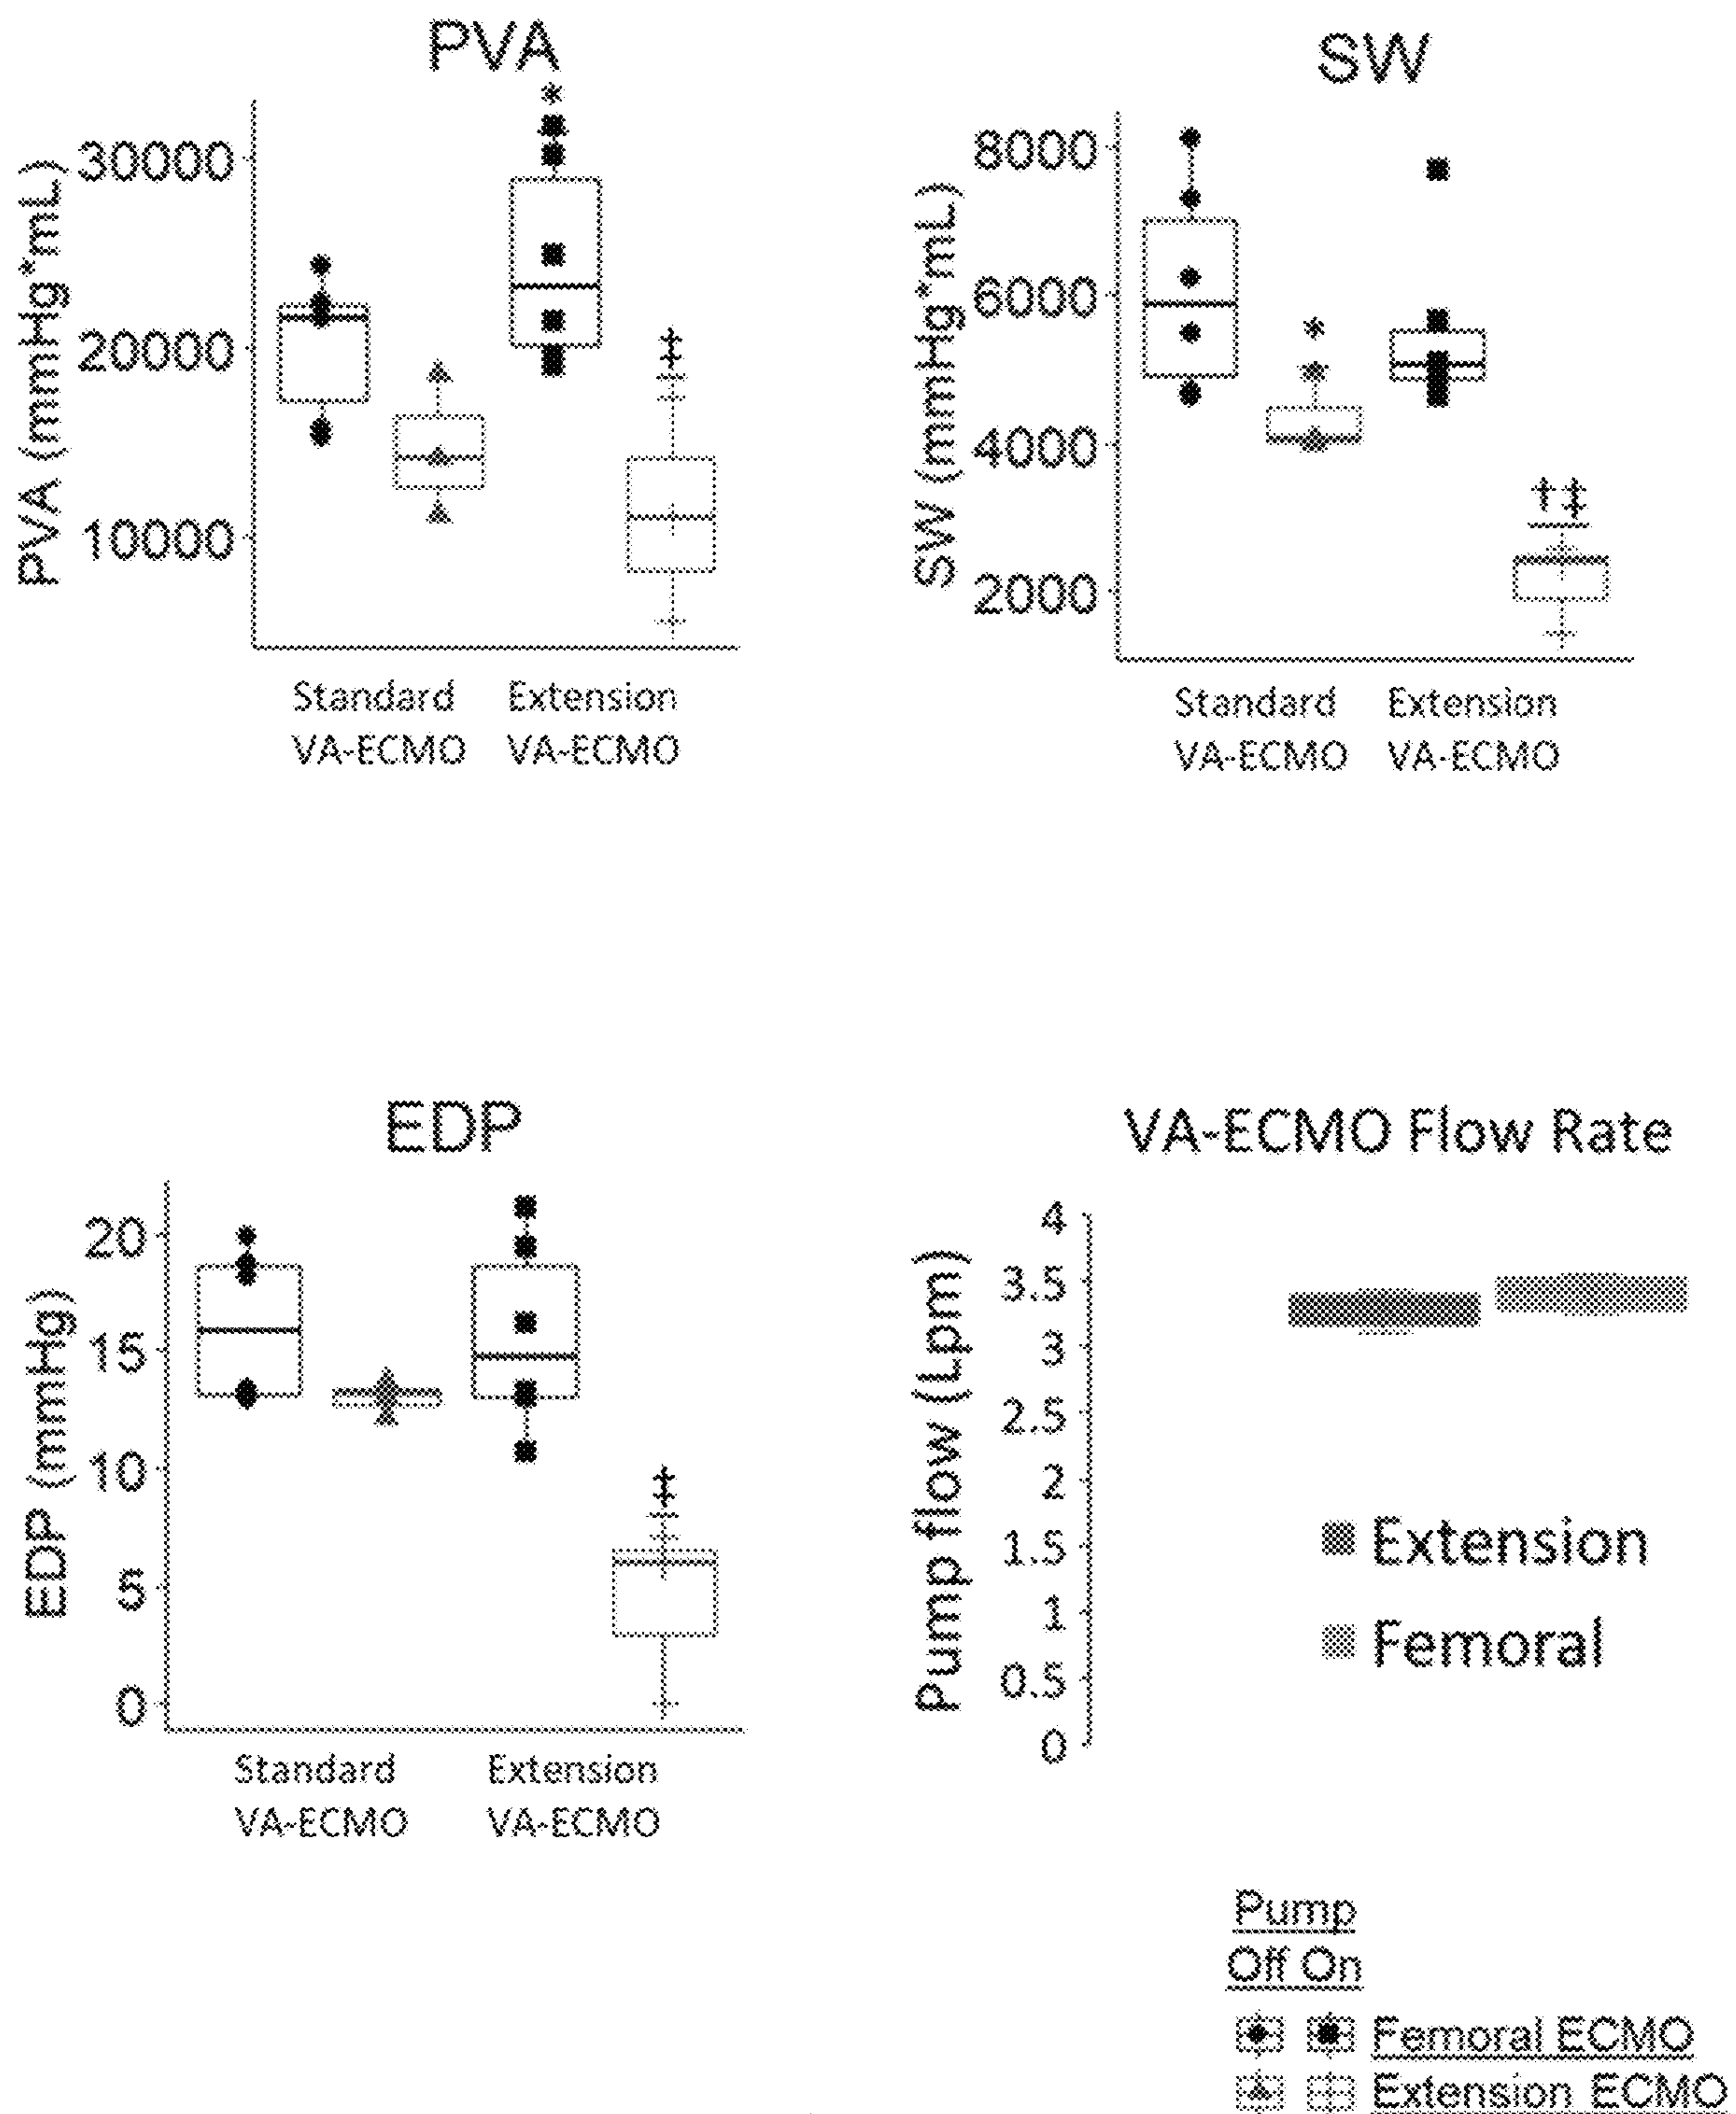 PVA
PVA (mmHg*mL)
30000
20000
10000
*
‡
Standard VA-ECMO
Extension VA-ECMO
SW
SW (mmHg*mL)
8000
6000
4000
2000
*
†‡
Standard VA-ECMO
Extension VA-ECMO
EDP
EDP (mmHg)
20
15
10
5
0
‡
Standard VA-ECMO
Extension VA-ECMO
VA-ECMO Flow Rate
Pump flow (Lpm)
4
3.5
3
2.5
2
1.5
1
0.5
0
Extension
Femoral
Pump
Off On
Femoral ECMO
Extension ECMO